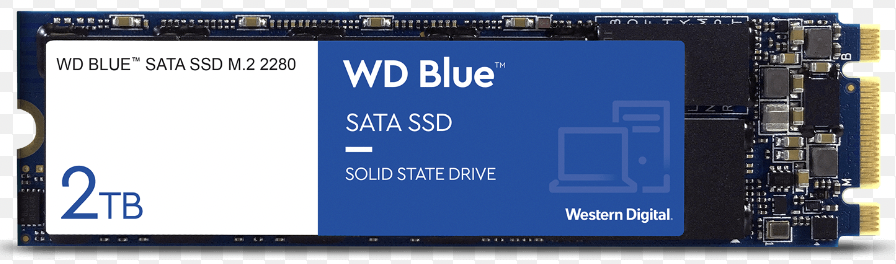 WD BLUE™ SATA SSD M.2 2280
2TB
WD Blue™
SATA SSD
SOLID STATE DRIVE
Western Digital.
B
M